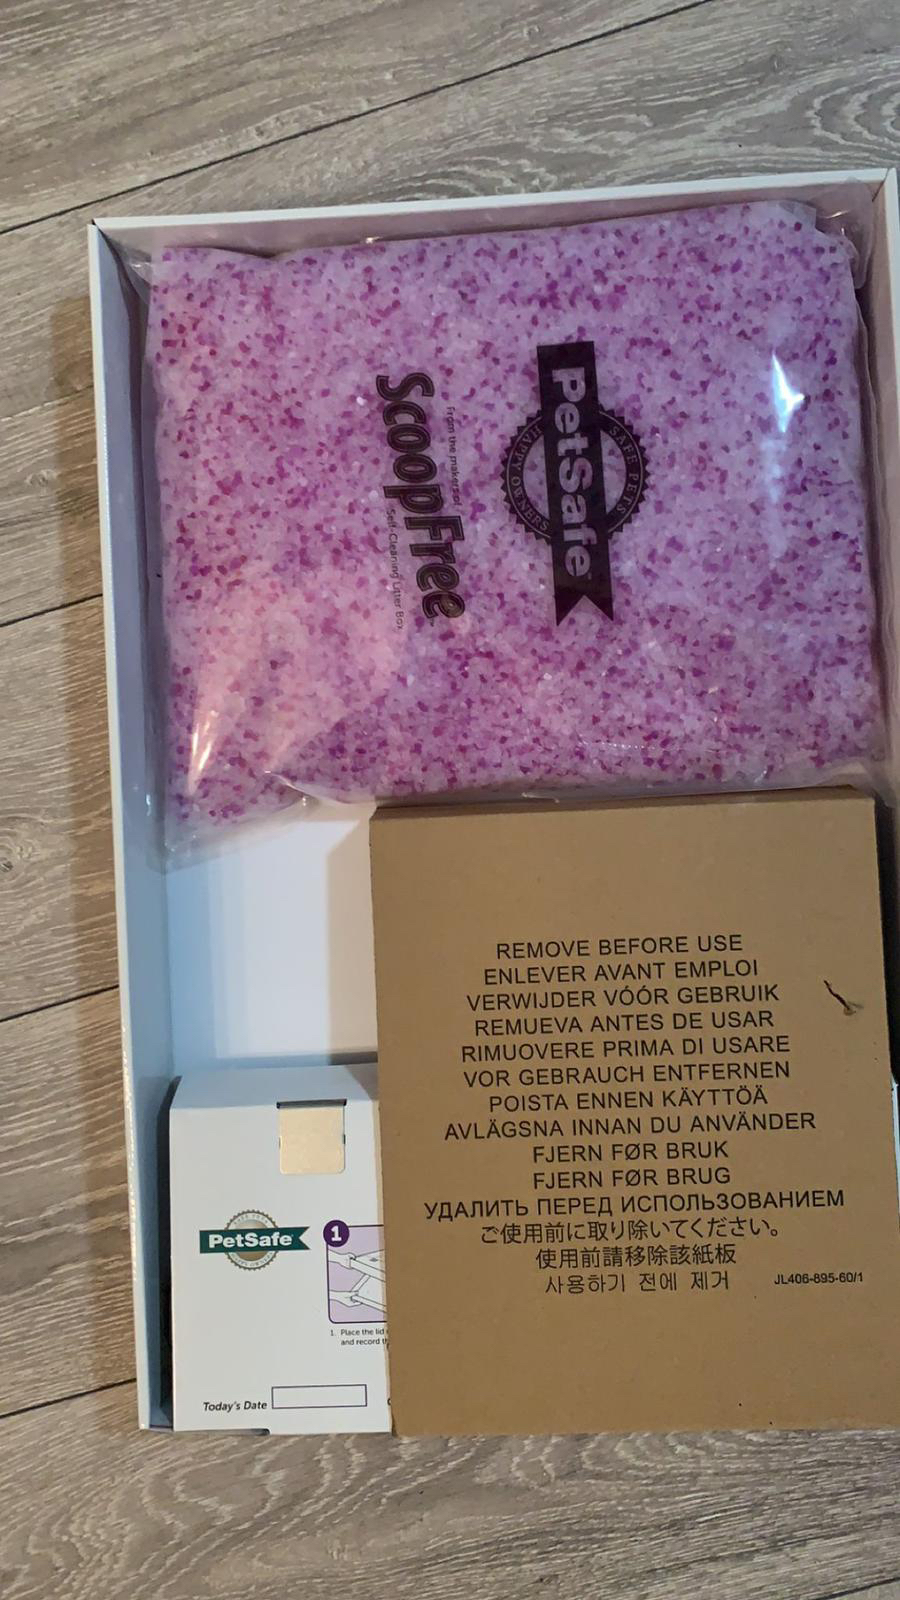 PetSafe
SAFE PETS
HAPPY OWNERS
From the makers of
ScoopFree
Self-Cleaning Litter Box
REMOVE BEFORE USE
ENLEVER AVANT EMPLOI
VERWIJDER VÓÓR GEBRUIK
REMUEVA ANTES DE USAR
RIMUOVERE PRIMA DI USARE
VOR GEBRAUCH ENTFERNEN
POISTA ENNEN KÄYTTÖÄ
AVLÄGSNA INNAN DU ANVÄNDER
FJERN FØR BRUK
FJERN FØR BRUG
УДАЛИТЬ ПЕРЕД ИСПОЛЬЗОВАНИЕМ
ご使用前に取り除いてください。
使用前請移除該紙板
사용하기 전에 제거
JL406-895-60/1
PetSafe
1
1. Place the lid
and record
Today's Date